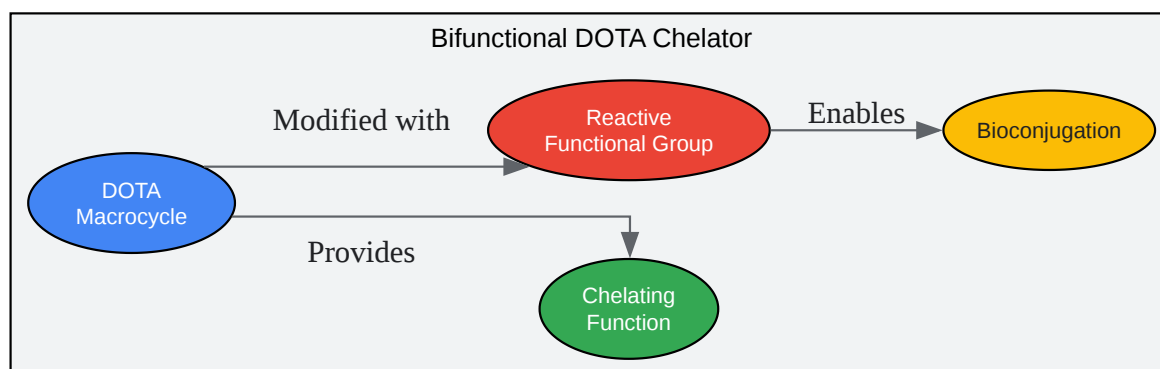 Bifunctional DOTA Chelator
Modified with
Reactive
Functional Group
Enables
Bioconjugation
DOTA
Macrocycle
Provides
Chelating
Function